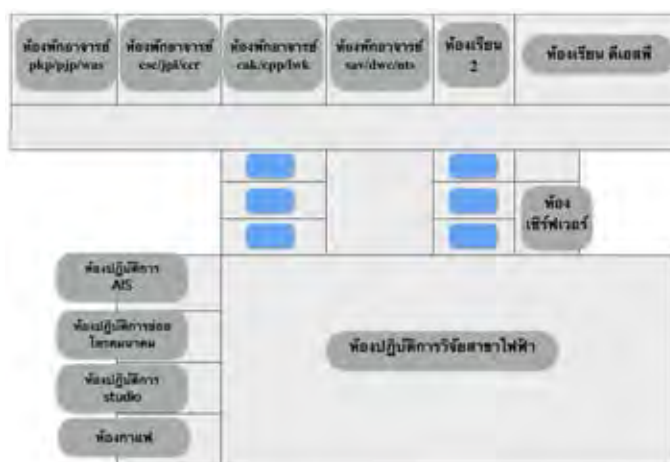 ห้องพักอาจารย์
pkp/pjp/was
ห้องพักอาจารย์
csc/jpl/ccr
ห้องพักอาจารย์
cak/cpp/lwk
ห้องพักอาจารย์
sav/dwc/nts
ห้องเรียน
2
ห้องเรียน ดีเอสพี
ห้อง
เซิร์ฟเวอร์
ห้องปฏิบัติการ
AIS
ห้องปฏิบัติการย่อย
โทรคมนาคม
ห้องปฏิบัติการ
studio
ห้องกาแฟ
ห้องปฏิบัติการวิจัยสาขาไฟฟ้า